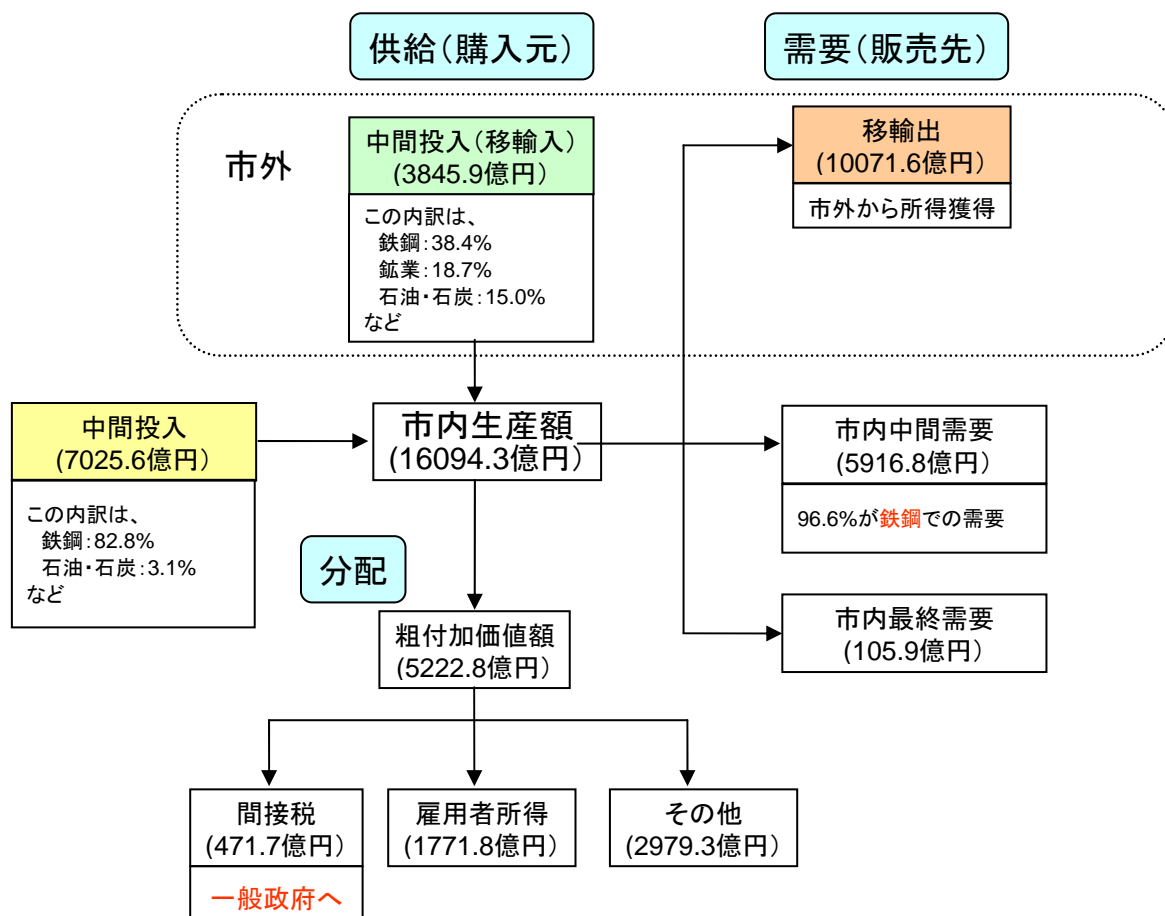 供給(購入元)
需要(販売先)
市外
中間投入(移輸入)
(3845.9億円)
この内訳は、
鉄鋼:38.4%
鉱業:18.7%
石油・石炭:15.0%
など
移輸出
(10071.6億円)
市外から所得獲得
中間投入
(7025.6億円)
この内訳は、
鉄鋼:82.8%
石油・石炭:3.1%
など
市内生産額
(16094.3億円)
市内中間需要
(5916.8億円)
96.6%が鉄鋼での需要
分配
粗付加価値額
(5222.8億円)
市内最終需要
(105.9億円)
間接税
(471.7億円)
一般政府へ
雇用者所得
(1771.8億円)
その他
(2979.3億円)